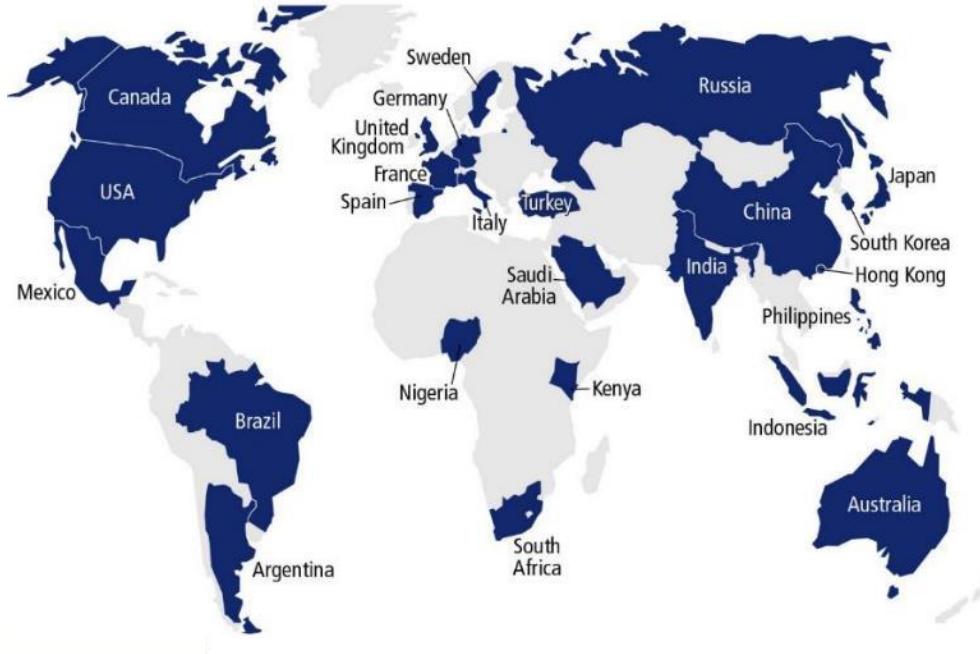 Sweden
Canada
Russia
Germany
United
Kingdom
France
Japan
USA
Spain
Turkey
China
Italy
South Korea
India
Saudi
Arabia
Hong Kong
Mexico
Philippines
Nigeria
Kenya
Brazil
Indonesia
Australia
South
Africa
Argentina